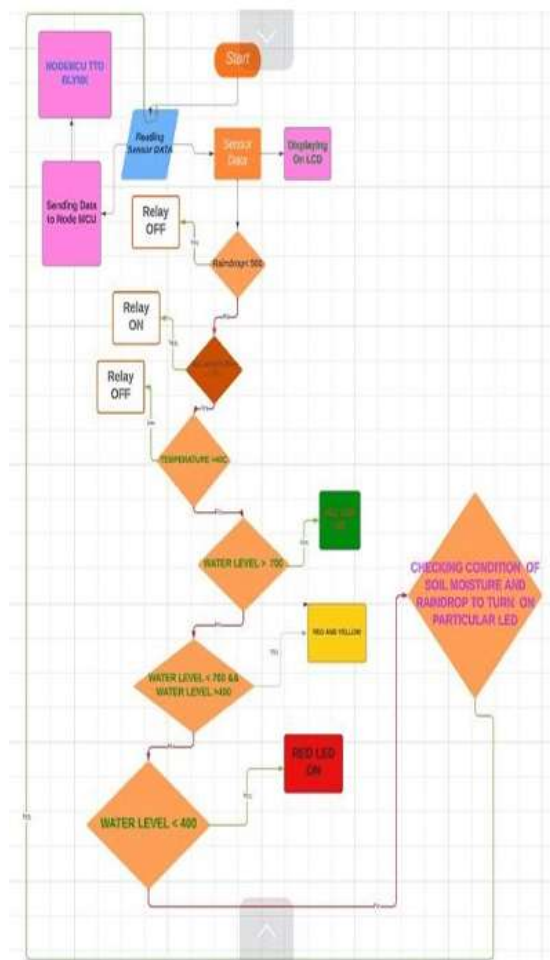 Start
NODEMCU TTO
BLYNK
Reading
Sensor DATA
Sensor
Data
Displaying
On LCD
Sending Data
to Node MCU
Relay
OFF
Raindrop< 500
Relay
ON
Relay
OFF
TEMPERATURE >40C
WATER LEVEL > 700
CHECKING CONDITION OF
SOIL MOISTURE AND
RAINDROP TO TURN ON
PARTICULAR LED
RED AND YELLOW
WATER LEVEL < 700 &&
WATER LEVEL >400
RED LED
ON
WATER LEVEL < 400